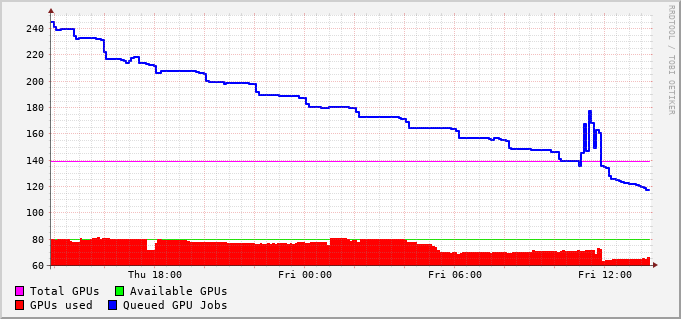 RRDTOOL / TOBI OETIKER
240
220
200
180
160
140
120
100
80
60
Thu 18:00 Fri 00:00 Fri 06:00 Fri 12:00
Total GPUs Available GPUs
GPUs used Queued GPU Jobs